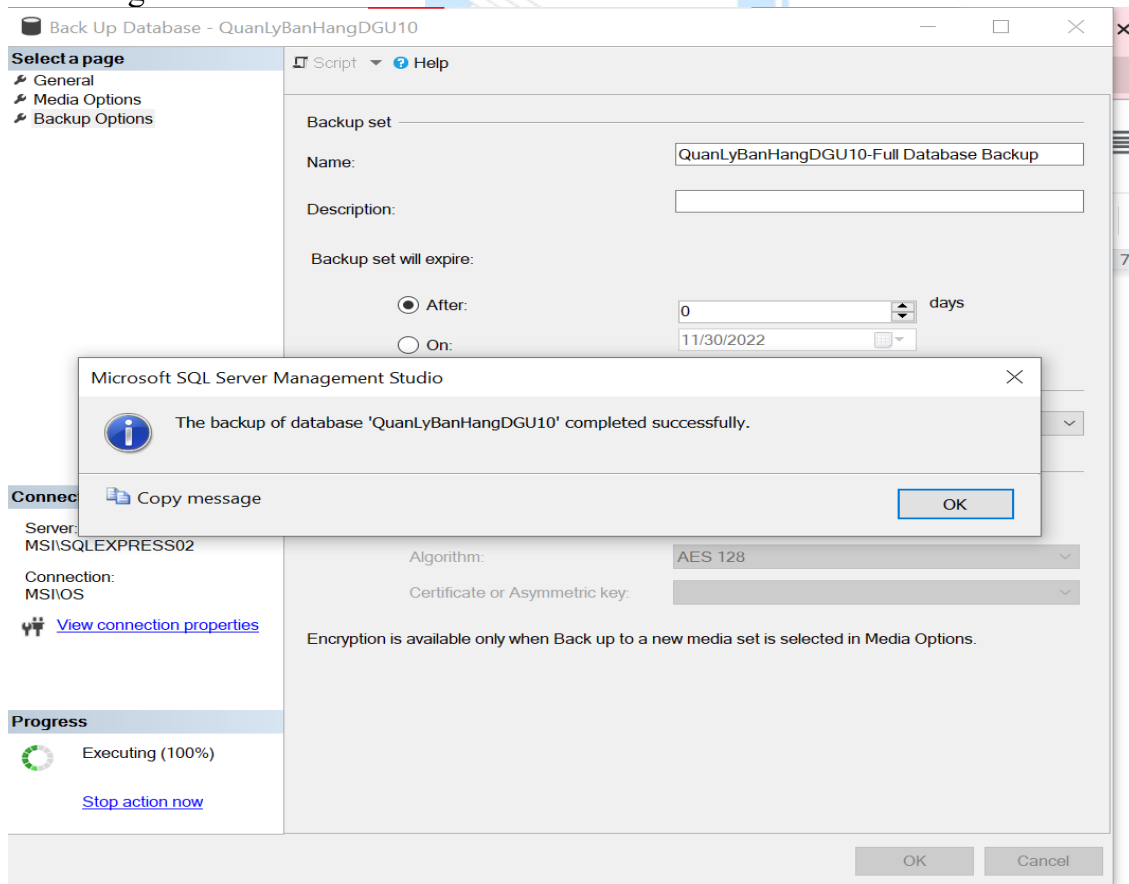 Back Up Database - QuanLyBanHangDGU10
Select a page
General
Media Options
Backup Options
Script
Help
Backup set
Name:
QuanLyBanHangDGU10-Full Database Backup
Description:
Backup set will expire:
After:
0
days
On:
11/30/2022
Microsoft SQL Server Management Studio
The backup of database 'QuanLyBanHangDGU10' completed successfully.
Copy message
OK
Connec
Server:
MSI\SQLEXPRESS02
Connection:
MSI\OS
View connection properties
Algorithm:
AES 128
Certificate or Asymmetric key:
Encryption is available only when Back up to a new media set is selected in Media Options.
Progress
Executing (100%)
Stop action now
OK
Cancel
7